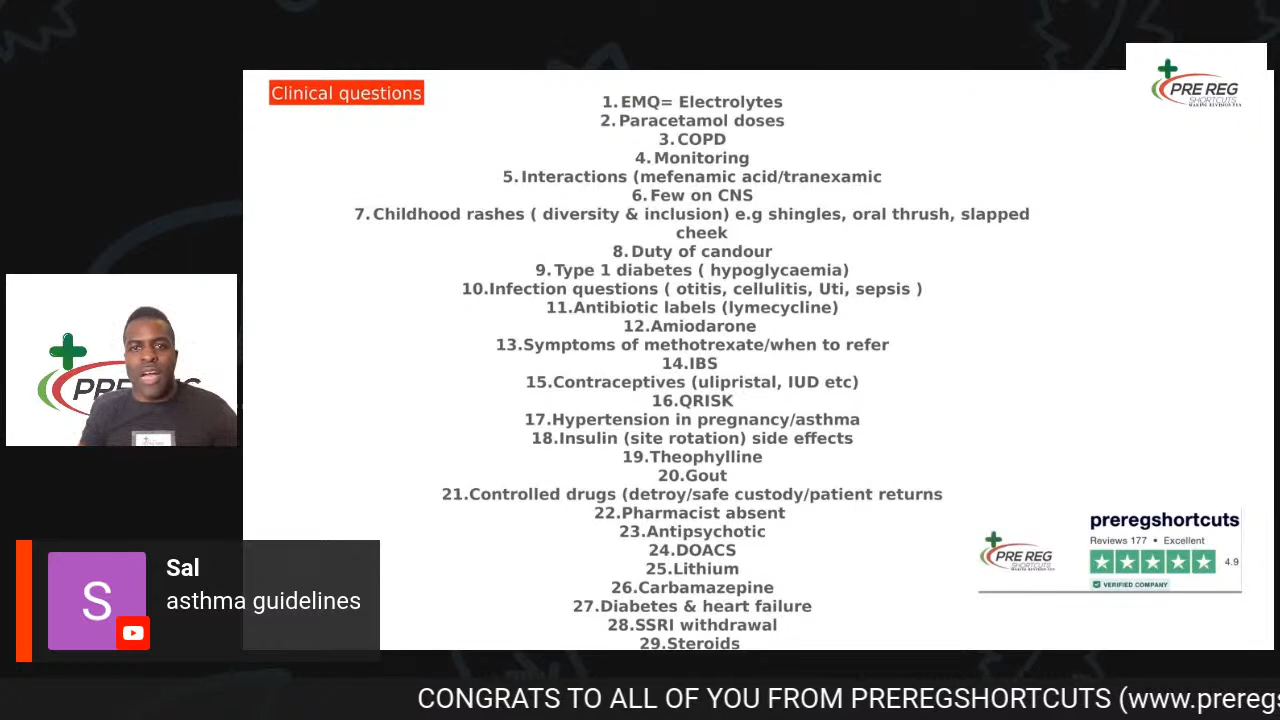 Clinical questions
1. EMQ= Electrolytes
2. Paracetamol doses
3. COPD
4. Monitoring
5. Interactions (mefenamic acid/tranexamic
6. Few on CNS
7. Childhood rashes ( diversity & inclusion) e.g shingles, oral thrush, slapped
cheek
8. Duty of candour
9. Type 1 diabetes ( hypoglycaemia)
10.Infection questions ( otitis, cellulitis, Uti, sepsis )
11.Antibiotic labels (lymecycline)
12.Amiodarone
13.Symptoms of methotrexate/when to refer
14.IBS
15.Contraceptives (ulipristal, IUD etc)
16.QRISK
17.Hypertension in pregnancy/asthma
18.Insulin (site rotation) side effects
19.Theophylline
20.Gout
21.Controlled drugs (detroy/safe custody/patient returns
22.Pharmacist absent
23.Antipsychotic
24.DOACS
25.Lithium
26.Carbamazepine
27.Diabetes & heart failure
28.SSRI withdrawal
29.Steroids
PRE REG
SHORTCUTS
PRE REG
S
Sal
asthma guidelines
PRE REG
SHORTCUTS
preregshortcuts
Reviews 177 • Excellent
4.9
VERIFIED COMPANY
CONGRATS TO ALL OF YOU FROM PREREGSHORTCUTS (www.preregs